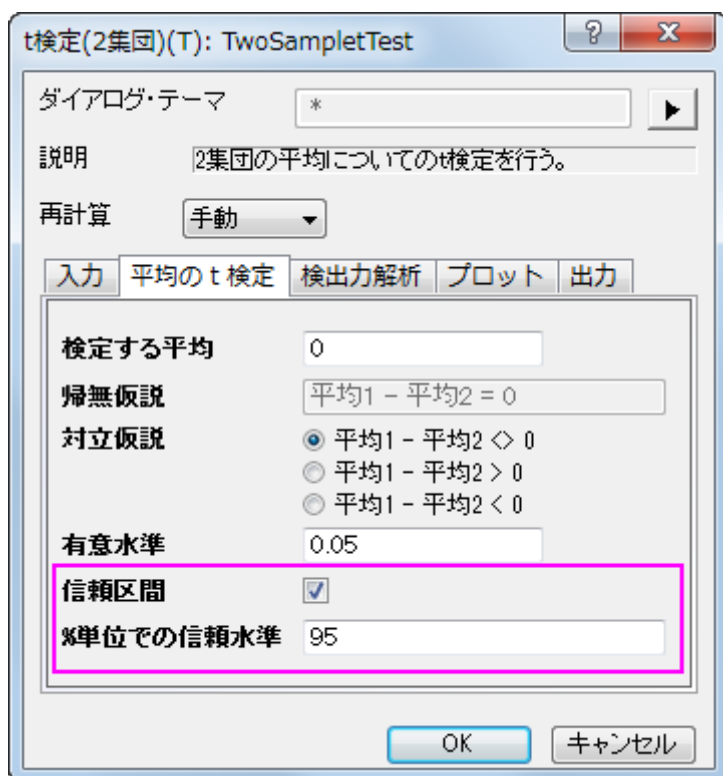 t検定(2集団)(T): TwoSampletTest
ダイアログ・テーマ *
説明 2集団の平均についてのt検定を行う。
再計算 手動
入力 平均のｔ検定 検出力解析 プロット 出力
検定する平均 0
帰無仮説 平均1 - 平均2 = 0
対立仮説 平均1 - 平均2 <> 0
平均1 - 平均2 > 0
平均1 - 平均2 < 0
有意水準 0.05
信頼区間
%単位での信頼水準 95
OK キャンセル